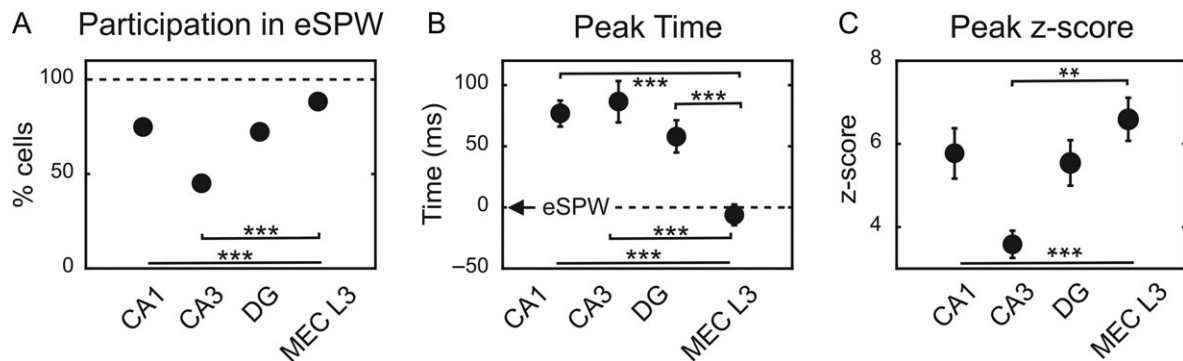 A Participation in eSPW
100
50
0
% cells
***
***
CA1
CA3
DG
MEC L3
B Peak Time
100
50
0
−50
Time (ms)
***
***
eSPW
***
***
CA1
CA3
DG
MEC L3
C Peak z-score
8
6
4
z-score
**
***
CA1
CA3
DG
MEC L3